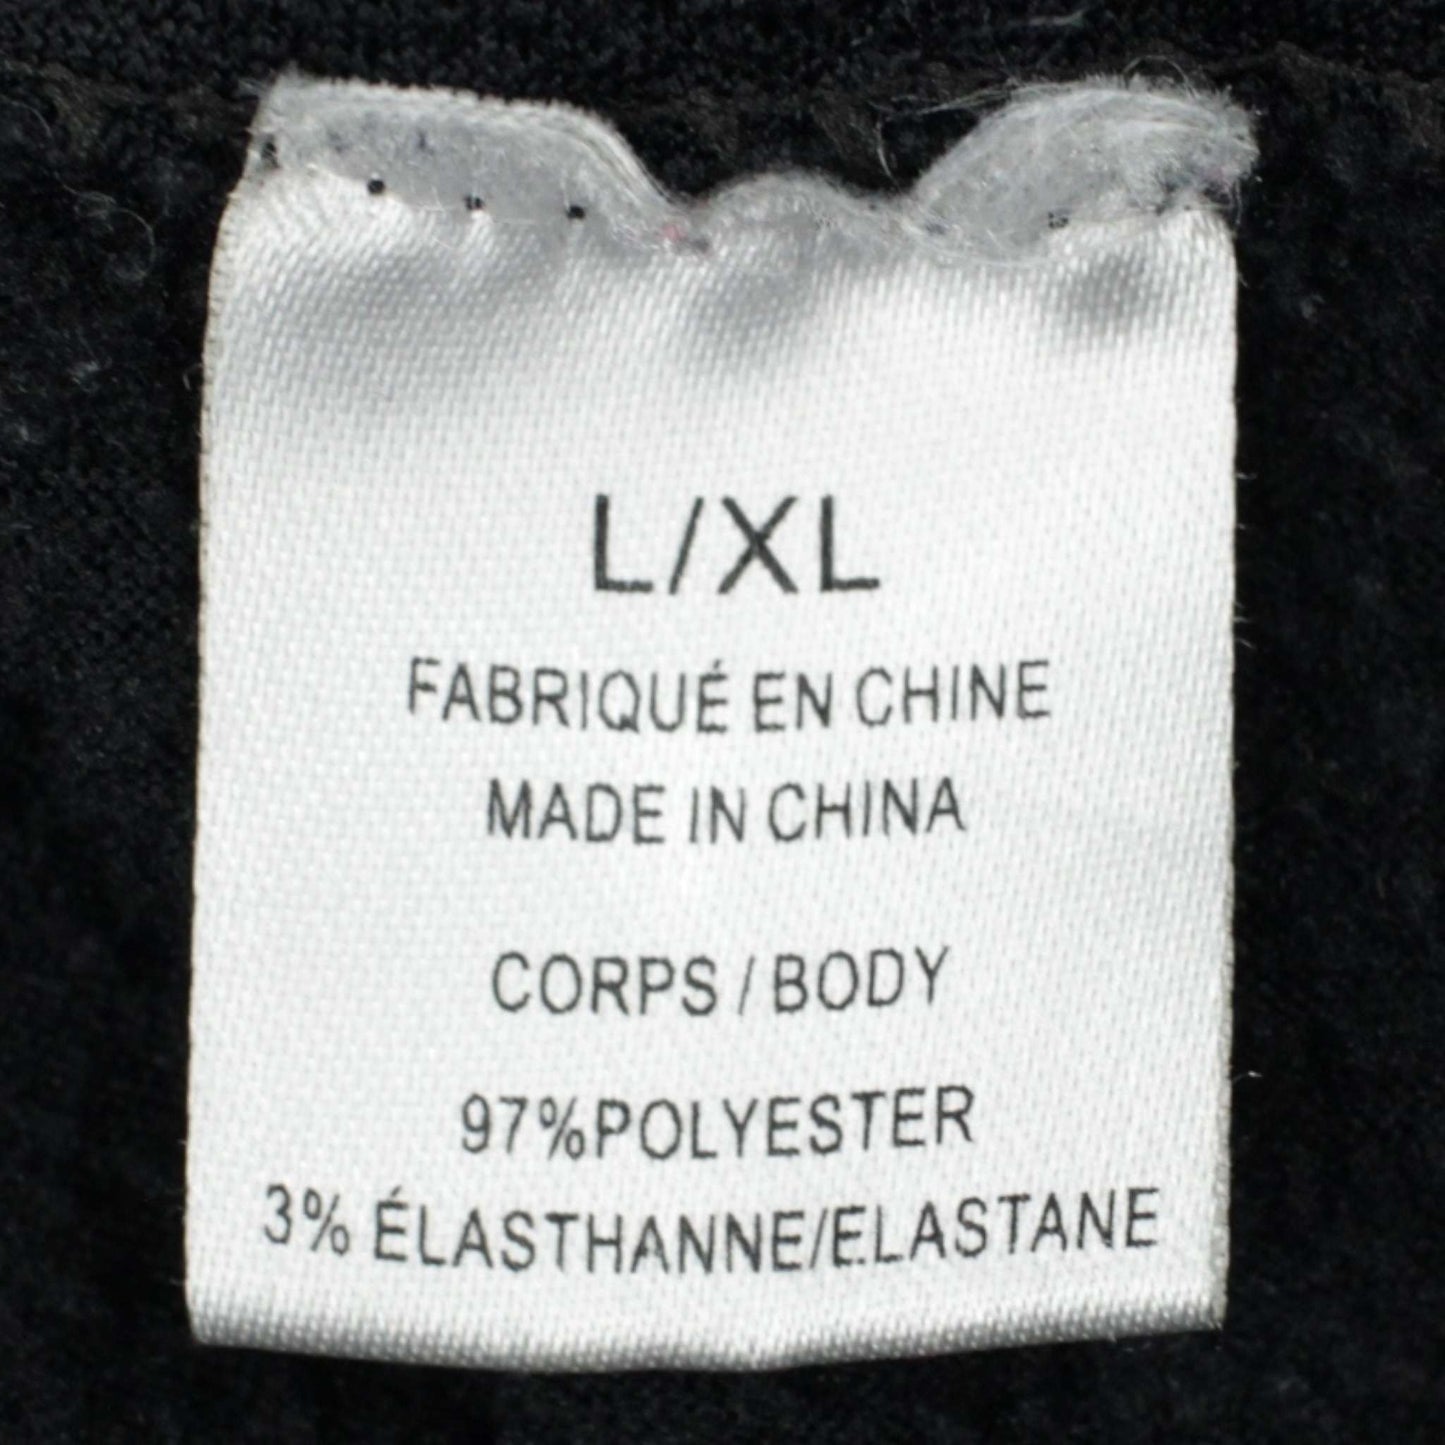 L/XL
FABRIQUÉ EN CHINE
MADE IN CHINA
CORPS / BODY
97%POLYESTER
3% ÉLASTHANNE/ELASTANE